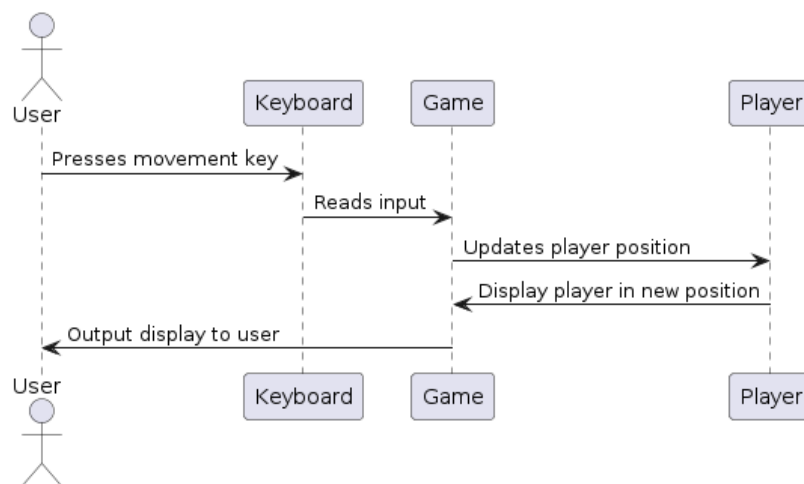 User
Keyboard
Game
Player
Presses movement key
Reads input
Updates player position
Display player in new position
Output display to user
User
Keyboard
Game
Player